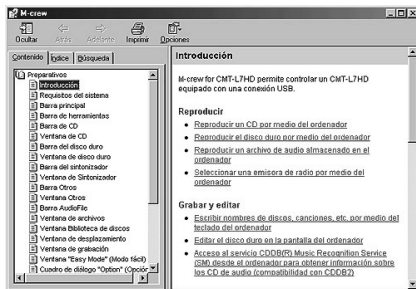 M-crew
Ocultar
Atrás
Adelante
Imprimir
Opciones
Contenido
Índice
Búsqueda
Preparativos
Introducción
Requisitos del sistema
Barra principal
Barra de herramientas
Barra de CD
Ventana de CD
Barra del disco duro
Ventana de disco duro
Barra del sintonizador
Ventana de Sintonizador
Barra Otros
Ventana Otros
Barra AudioFile
Ventana de archivos
Ventana Biblioteca de discos
Ventana de desplazamiento
Ventana de grabación
Ventana "Easy Mode" (Modo fácil)
Cuadro de diálogo "Option" (Opción
Introducción
M-crew for CMT-L7HD permite controlar un CMT-L7HD
equipado con una conexión USB.
Reproducir
Reproducir un CD por medio del ordenador
Reproducir el disco duro por medio del ordenador
Reproducir un archivo de audio almacenado en el
ordenador
Seleccionar una emisora de radio por medio del
ordenador
Grabar y editar
Escribir nombres de discos, canciones, etc. por medio del
teclado del ordenador
Editar el disco duro en la pantalla del ordenador
Acceso al servicio CDDB(R) Music Recognition Service
(SM) desde el ordenador para obtener información sobre
los CD de audio (compatibilidad con CDDB2)